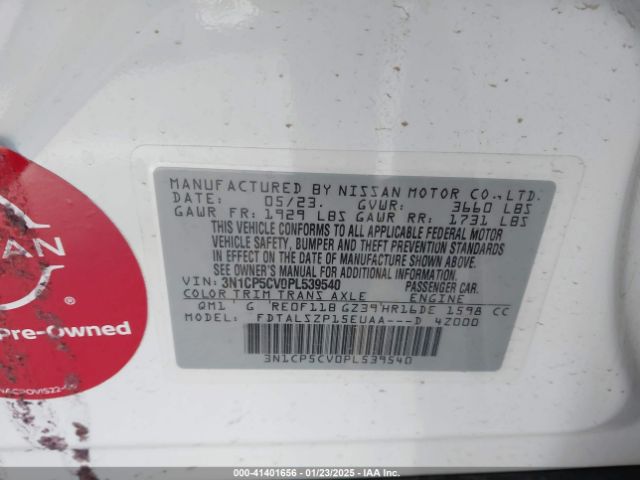 MANUFACTURED BY NISSAN MOTOR CO.,LTD.
DATE: 05/23. GVWR: 3660 LBS
GAWR FR: 1929 LBS GAWR RR: 1731 LBS
THIS VEHICLE CONFORMS TO ALL APPLICABLE FEDERAL MOTOR
VEHICLE SAFETY, BUMPER AND THEFT PREVENTION STANDARDS
IN EFFECT ON THE DATE OF MANUFACTURE SHOWN ABOVE.
SEE OWNER'S MANUAL FOR ADDITIONAL INFORMATION.
VIN: 3N1CP5CV0PL539540 PASSENGER CAR.
COLOR TRIM TRANS AXLE ENGINE
QM1 G RE0F11B GZ39 HR16DE 1598 CC
MODEL: FDTALSZP15EUAA---D 4Z000
3N1CP5CV0PL539540
Pre-Owned
000-41401656 - 01/23/2025 - IAA Inc.